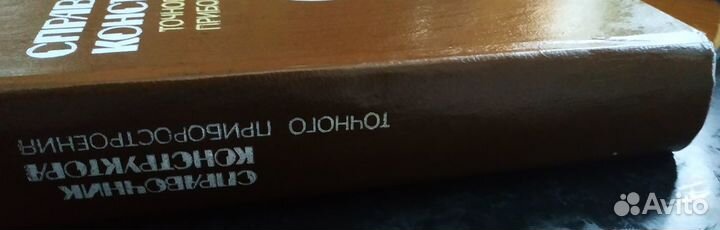 СПРАВ
КОНСТ
ТОЧНО
ПРИБО
СПРАВОЧНИК
КОНСТРУКТОРА
ТОЧНОГО ПРИБОРОСТРОЕНИЯ
Avito